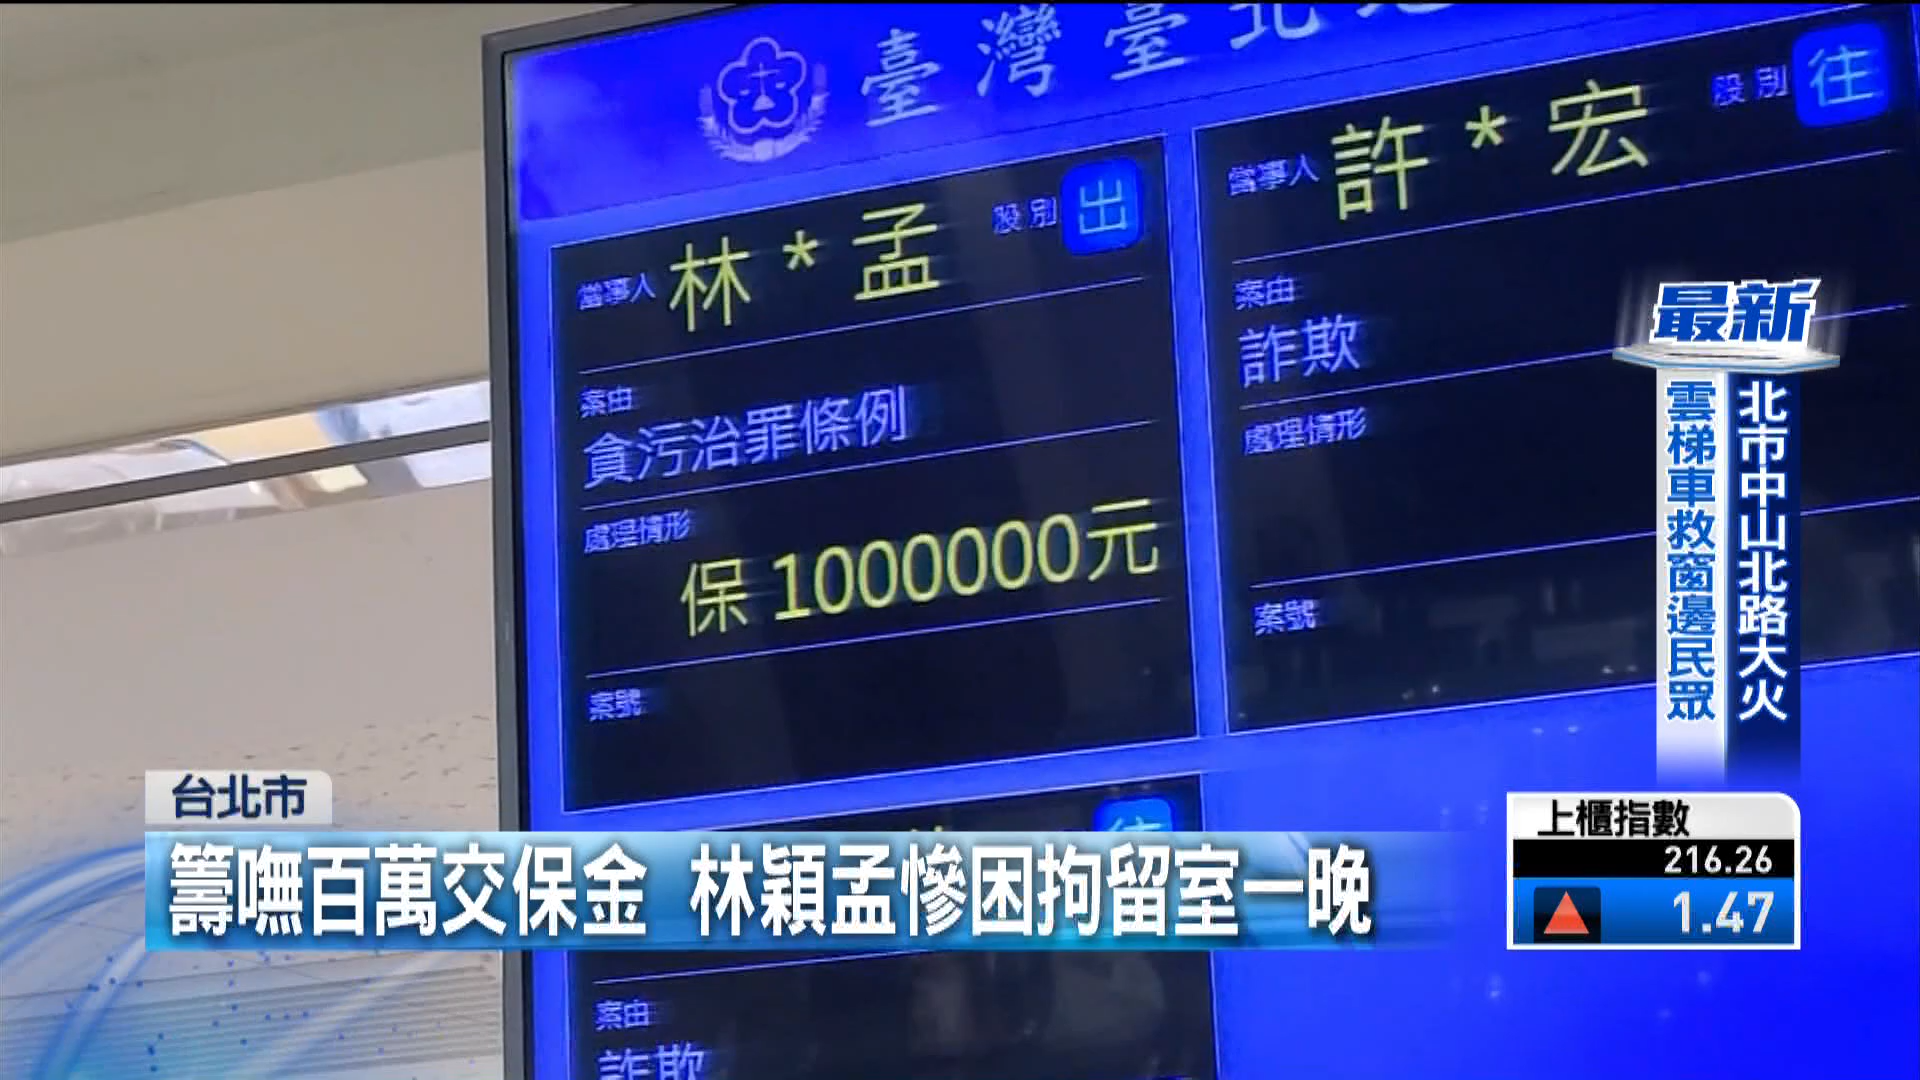 臺灣臺北
當事人 林*孟 股別 出
案由
貪污治罪條例
處理情形
保 1000000元
案號
當事人 許*宏 股別 往
案由
詐欺
處理情形
案號
案由
詐欺
最新
北市中山北路大火
雲梯車救窗邊民眾
台北市
籌嘸百萬交保金 林穎孟慘困拘留室一晚
上櫃指數
216.26
1.47